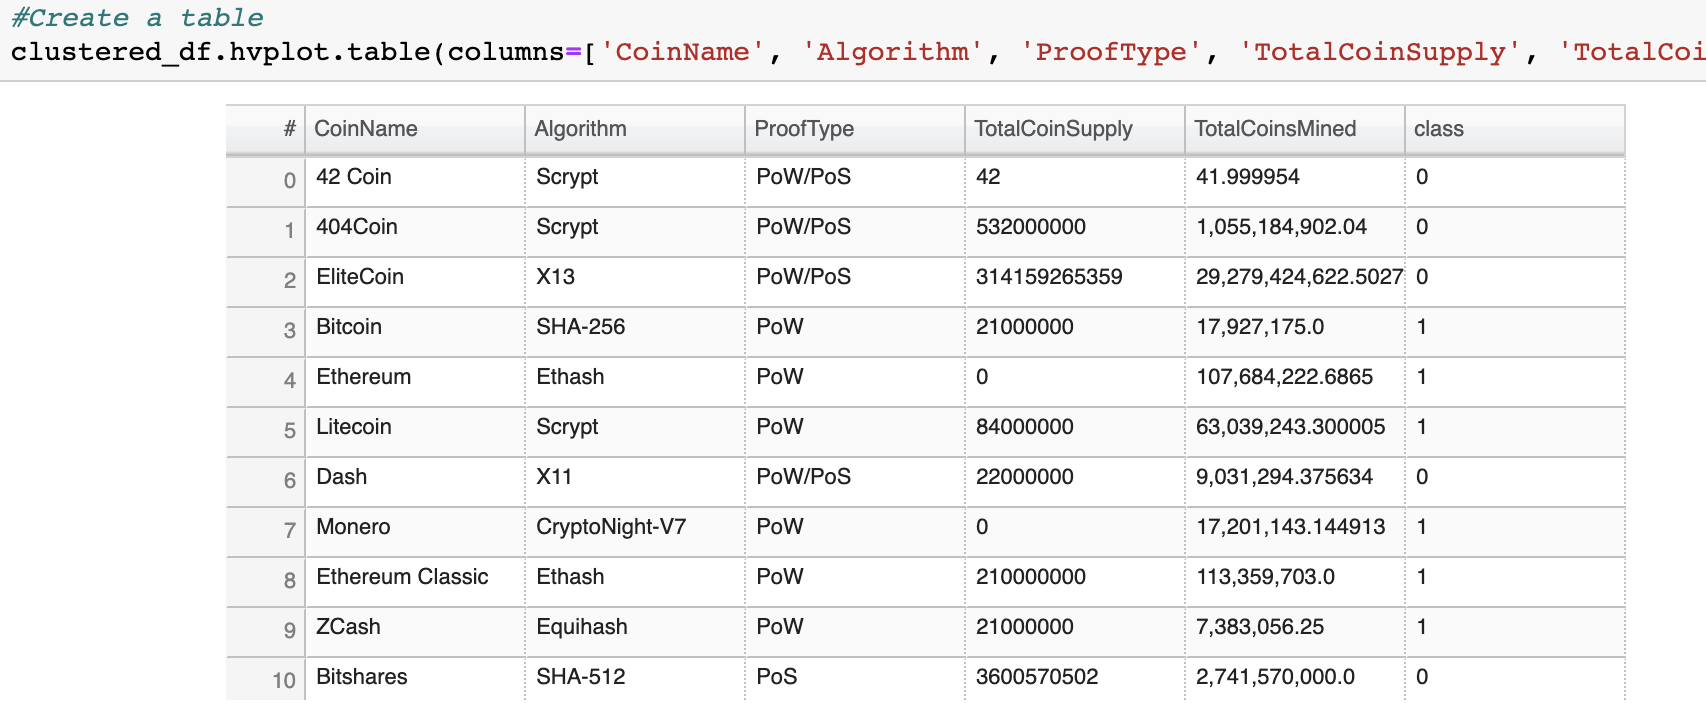 #Create a table
clustered_df.hvplot.table(columns=['CoinName', 'Algorithm', 'ProofType', 'TotalCoinSupply', 'TotalCoi
# CoinName Algorithm ProofType TotalCoinSupply TotalCoinsMined class
0 42 Coin Scrypt PoW/PoS 42 41.999954 0
1 404Coin Scrypt PoW/PoS 532000000 1,055,184,902.04 0
2 EliteCoin X13 PoW/PoS 314159265359 29,279,424,622.5027 0
3 Bitcoin SHA-256 PoW 21000000 17,927,175.0 1
4 Ethereum Ethash PoW 0 107,684,222.6865 1
5 Litecoin Scrypt PoW 84000000 63,039,243.300005 1
6 Dash X11 PoW/PoS 22000000 9,031,294.375634 0
7 Monero CryptoNight-V7 PoW 0 17,201,143.144913 1
8 Ethereum Classic Ethash PoW 210000000 113,359,703.0 1
9 ZCash Equihash PoW 21000000 7,383,056.25 1
10 Bitshares SHA-512 PoS 3600570502 2,741,570,000.0 0